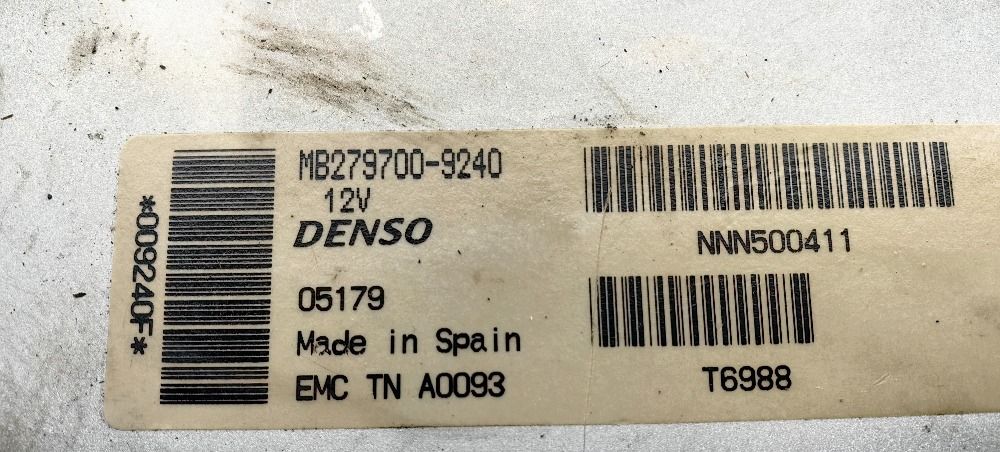 *009240F*
MB279700-9240
12V
DENSO
05179
Made in Spain
EMC TN A0093
NNN500411
T6988